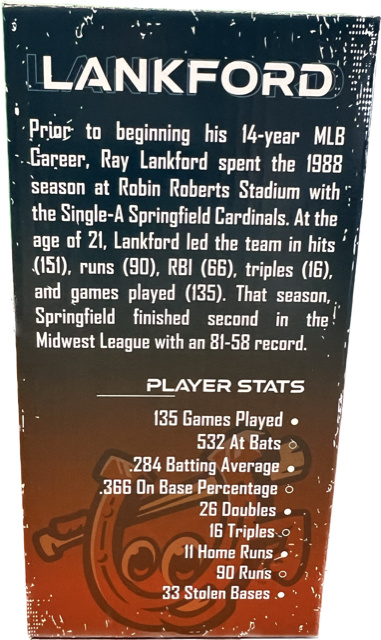 LANKFORD
Prior to beginning his 14-year MLB
Career, Ray Lankford spent the 1988
season at Robin Roberts Stadium with
the Single-A Springfield Cardinals. At the
age of 21, Lankford led the team in hits
(151), runs (90), RBI (66), triples (16),
and games played (135). That season,
Springfield finished second in the
Midwest League with an 81-58 record.
PLAYER STATS
135 Games Played
532 At Bats
.284 Batting Average
.366 On Base Percentage
26 Doubles
16 Triples
11 Home Runs
90 Runs
33 Stolen Bases